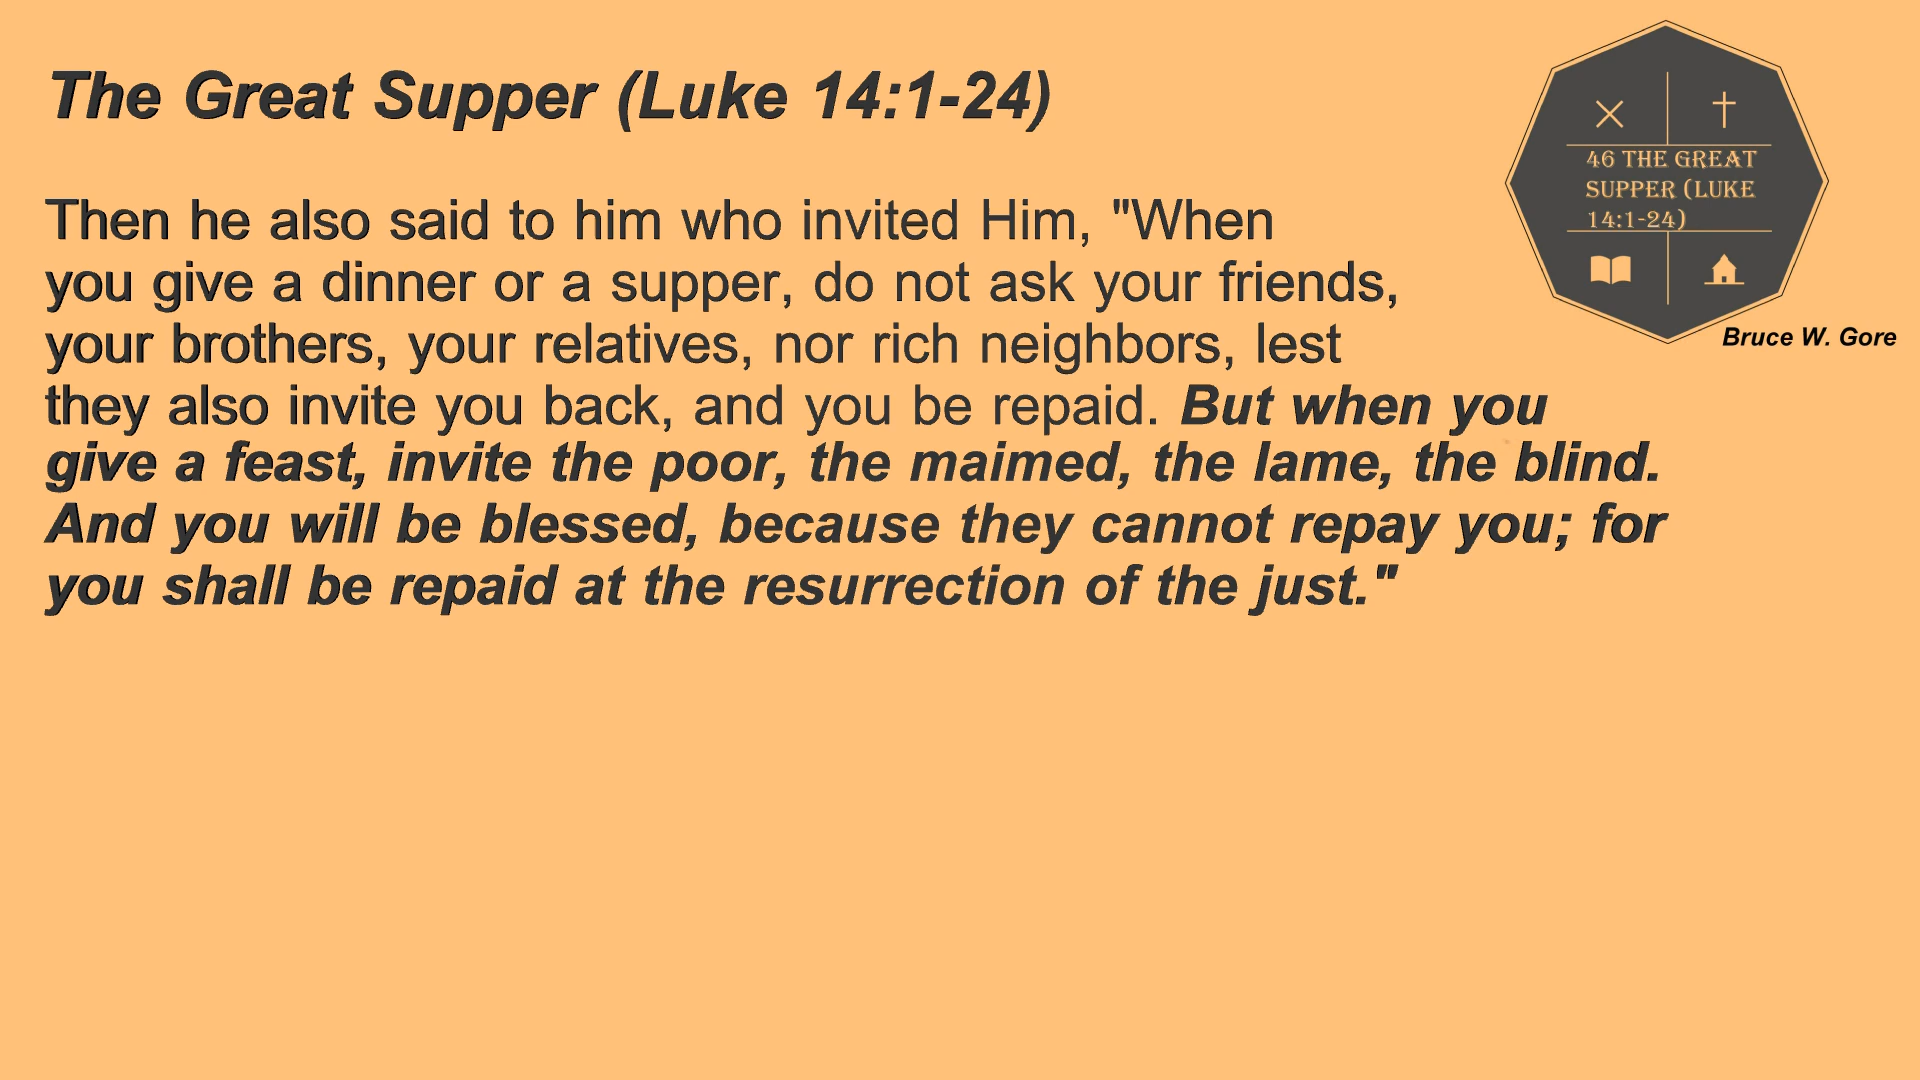 The Great Supper (Luke 14:1-24)
Then he also said to him who invited Him, "When
you give a dinner or a supper, do not ask your friends,
your brothers, your relatives, nor rich neighbors, lest
they also invite you back, and you be repaid. But when you
give a feast, invite the poor, the maimed, the lame, the blind.
And you will be blessed, because they cannot repay you; for
you shall be repaid at the resurrection of the just."
46 THE GREAT
SUPPER (LUKE
14:1-24)
Bruce W. Gore